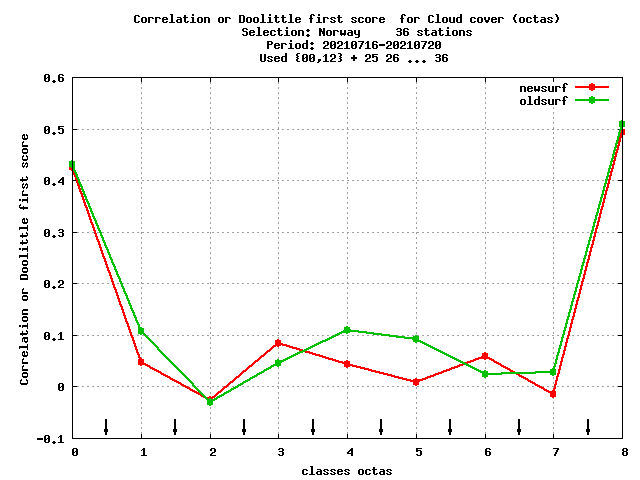 Correlation or Doolittle first score  for Cloud cover (octas)
Selection: Norway     36 stations
Period: 20210716-20210720
Used {00,12} + 25 26 ... 36
newsurf
oldsurf
Correlation or Doolittle first score
0.6
0.5
0.4
0.3
0.2
0.1
0
-0.1
0 1 2 3 4 5 6 7 8
classes octas